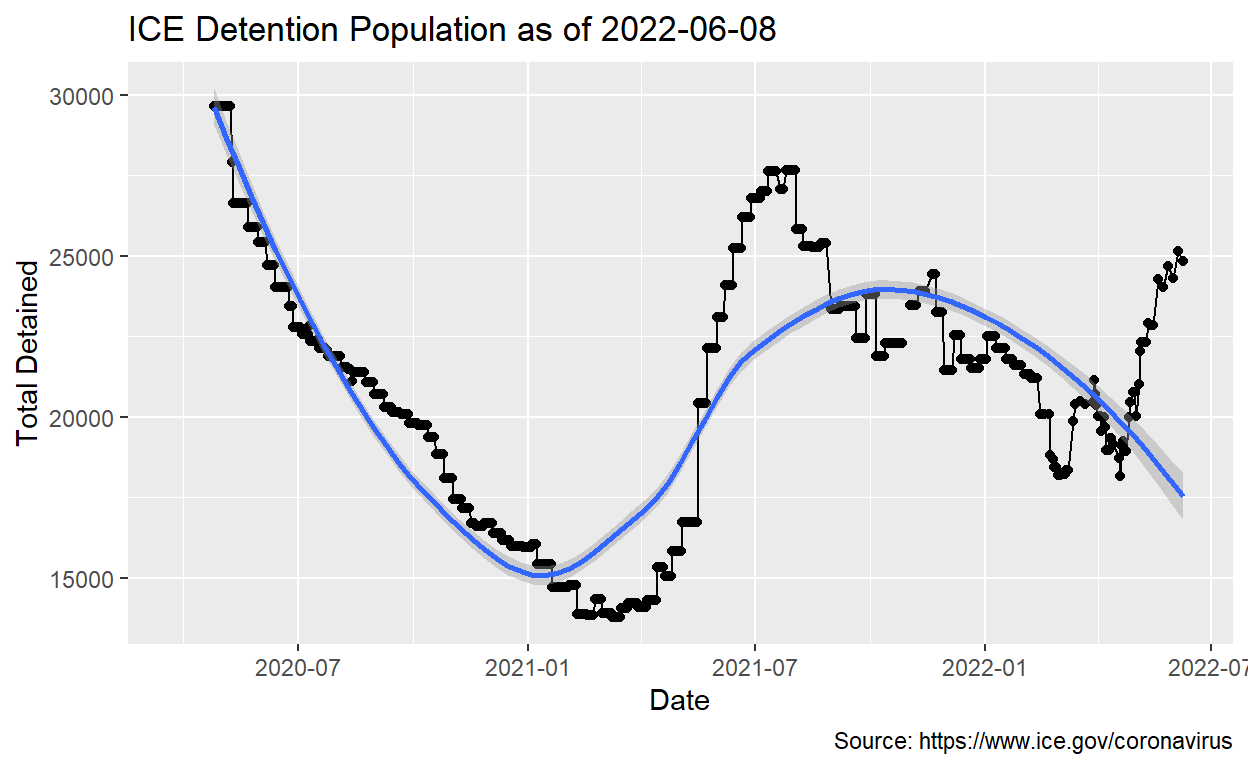 ICE Detention Population as of 2022-06-08
30000
25000
20000
15000
Total Detained
2020-07
2021-01
2021-07
2022-01
2022-07
Date
Source: https://www.ice.gov/coronavirus